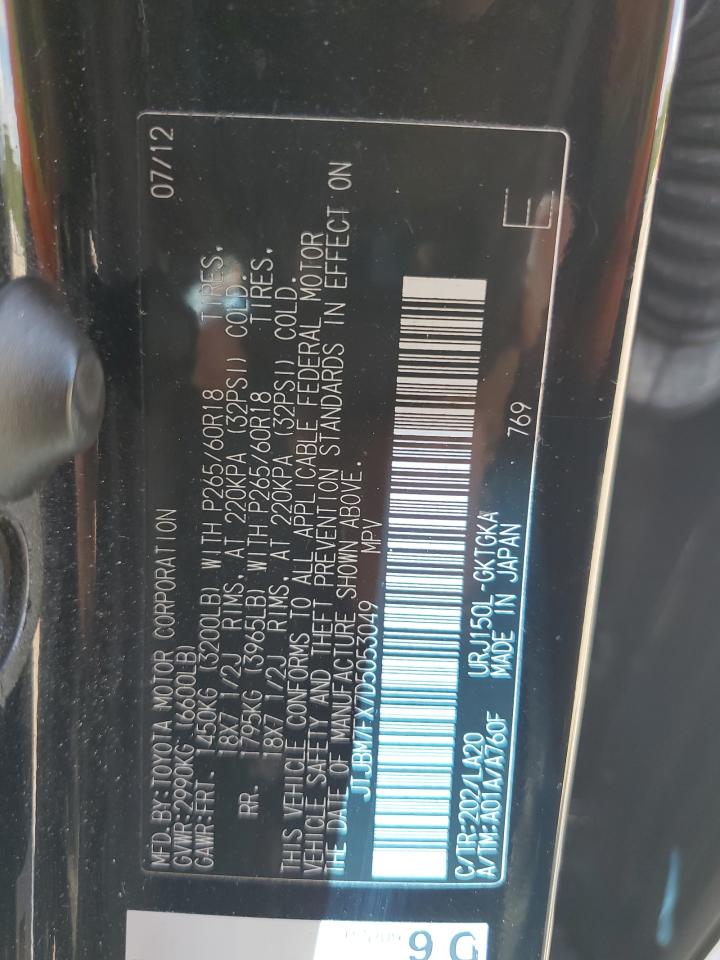 MFD. BY: TOYOTA MOTOR CORPORATION 07/12
GVWR: 2990KG (6600LB)
GAWR: FRT. 1450KG (3200LB) WITH P265/60R18 TIRES,
18X7 1/2J RIMS, AT 220KPA (32PSI) COLD.
RR. 1795KG (3965LB) WITH P265/60R18 TIRES,
18X7 1/2J RIMS, AT 220KPA (32PSI) COLD.
THIS VEHICLE CONFORMS TO ALL APPLICABLE FEDERAL MOTOR
VEHICLE SAFETY AND THEFT PREVENTION STANDARDS IN EFFECT ON
THE DATE OF MANUFACTURE SHOWN ABOVE.
JTJBM7FX7D5053049 MPV
C/TR: 202/LA20 URJ150L-GKTGKA
A/TM: A01A/A760F MADE IN JAPAN 769
E
9G